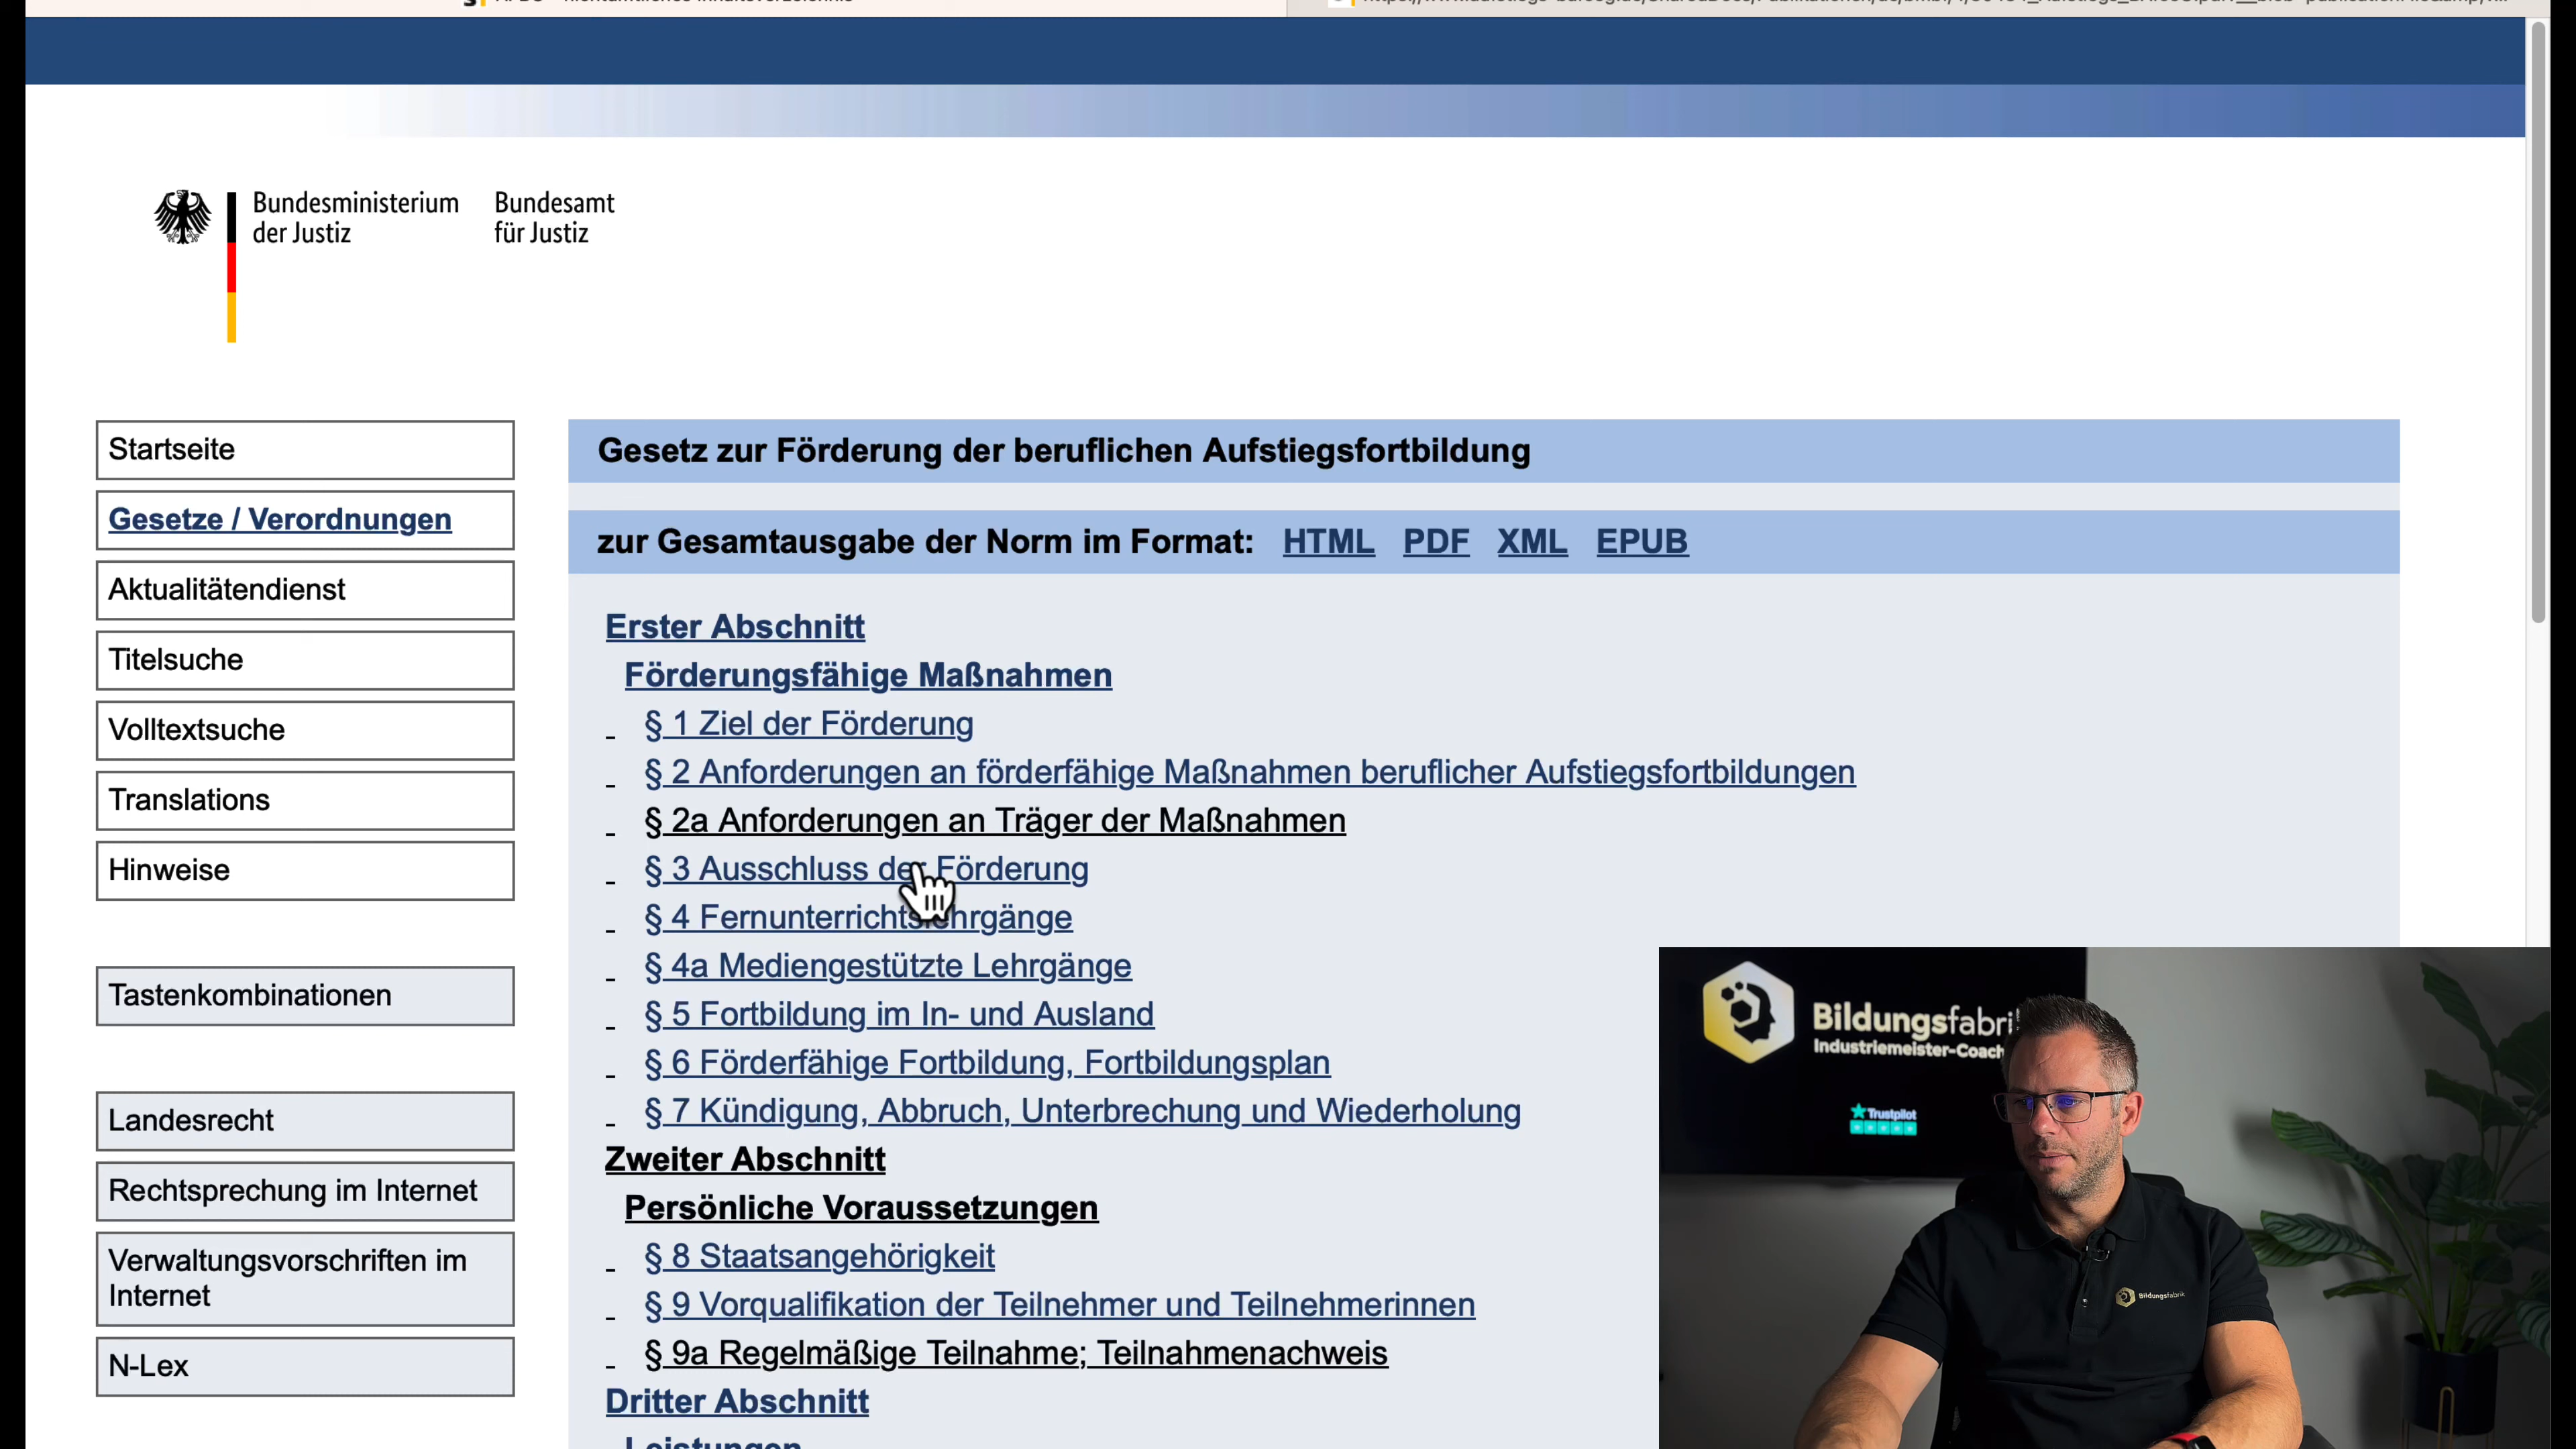 nichtamtliches Inhaltsverzeichnis
Bundesministerium
der Justiz
Bundesamt
für Justiz
Startseite
Gesetze / Verordnungen
Aktualitätendienst
Titelsuche
Volltextsuche
Translations
Hinweise
Tastenkombinationen
Landesrecht
Rechtsprechung im Internet
Verwaltungsvorschriften im
Internet
N-Lex
Gesetz zur Förderung der beruflichen Aufstiegsfortbildung
zur Gesamtausgabe der Norm im Format: HTML PDF XML EPUB
Erster Abschnitt
Förderungsfähige Maßnahmen
§ 1 Ziel der Förderung
§ 2 Anforderungen an förderfähige Maßnahmen beruflicher Aufstiegsfortbildungen
§ 2a Anforderungen an Träger der Maßnahmen
§ 3 Ausschluss der Förderung
§ 4 Fernunterrichtslehrgänge
§ 4a Mediengestützte Lehrgänge
§ 5 Fortbildung im In- und Ausland
§ 6 Förderfähige Fortbildung, Fortbildungsplan
§ 7 Kündigung, Abbruch, Unterbrechung und Wiederholung
Zweiter Abschnitt
Persönliche Voraussetzungen
§ 8 Staatsangehörigkeit
§ 9 Vorqualifikation der Teilnehmer und Teilnehmerinnen
§ 9a Regelmäßige Teilnahme; Teilnahmenachweis
Dritter Abschnitt
Leistungen
Bildungsfabri
Industriemeister-Coach
Trustpilot
Bildungsfabrik